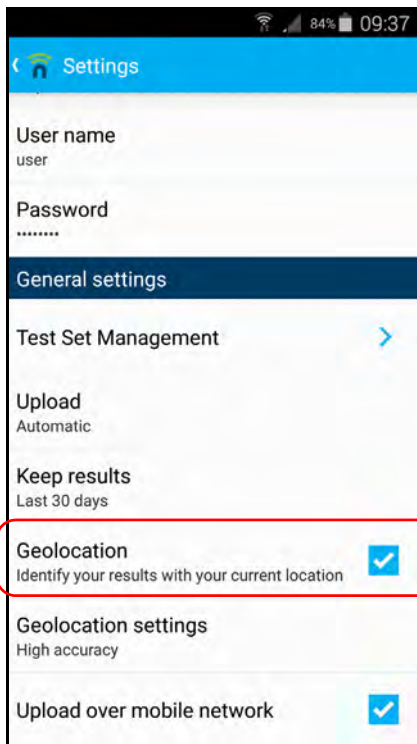 84% 09:37
Settings
User name
user
Password
••••••••
General settings
Test Set Management
Upload
Automatic
Keep results
Last 30 days
Geolocation
Identify your results with your current location
Geolocation settings
High accuracy
Upload over mobile network